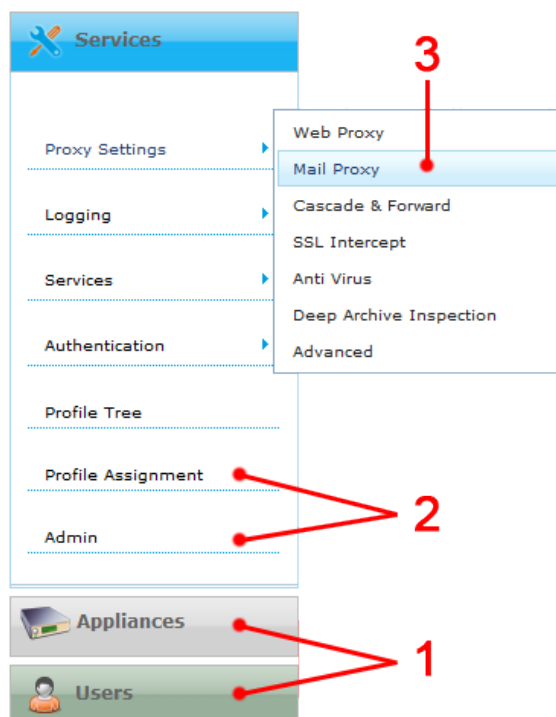 Services
3
Proxy Settings
Web Proxy
Mail Proxy
Logging
Cascade & Forward
SSL Intercept
Services
Anti Virus
Deep Archive Inspection
Authentication
Advanced
Profile Tree
Profile Assignment
2
Admin
Appliances
1
Users